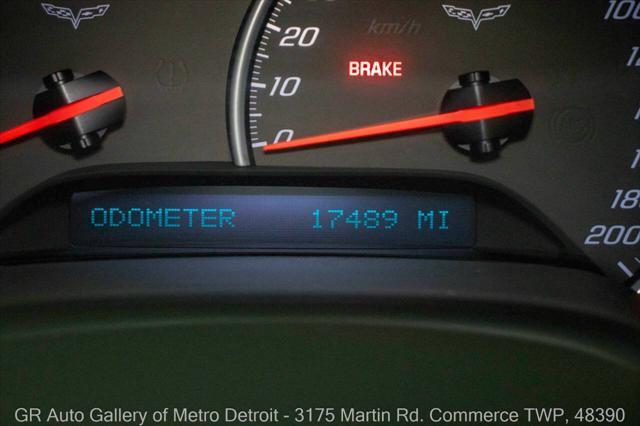 20
km/h
100
BRAKE
10
0
ODOMETER 17489 MI
200
GR Auto Gallery of Metro Detroit - 3175 Martin Rd. Commerce TWP, 48390